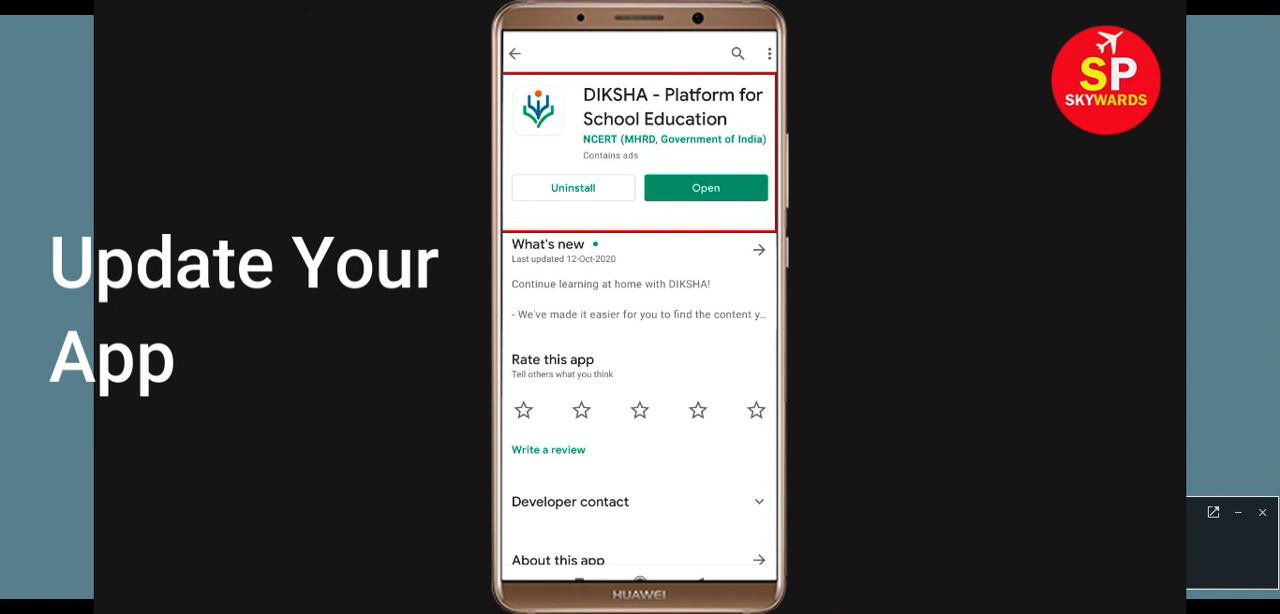 SP
SKYWARDS
Update Your
App
DIKSHA - Platform for
School Education
NCERT (MHRD, Government of India)
Contains ads
Uninstall
Open
What's new
Last updated 12-Oct-2020
Continue learning at home with DIKSHA!
- We've made it easier for you to find the content y...
Rate this app
Tell others what you think
Write a review
Developer contact
About this app
HUAWEI